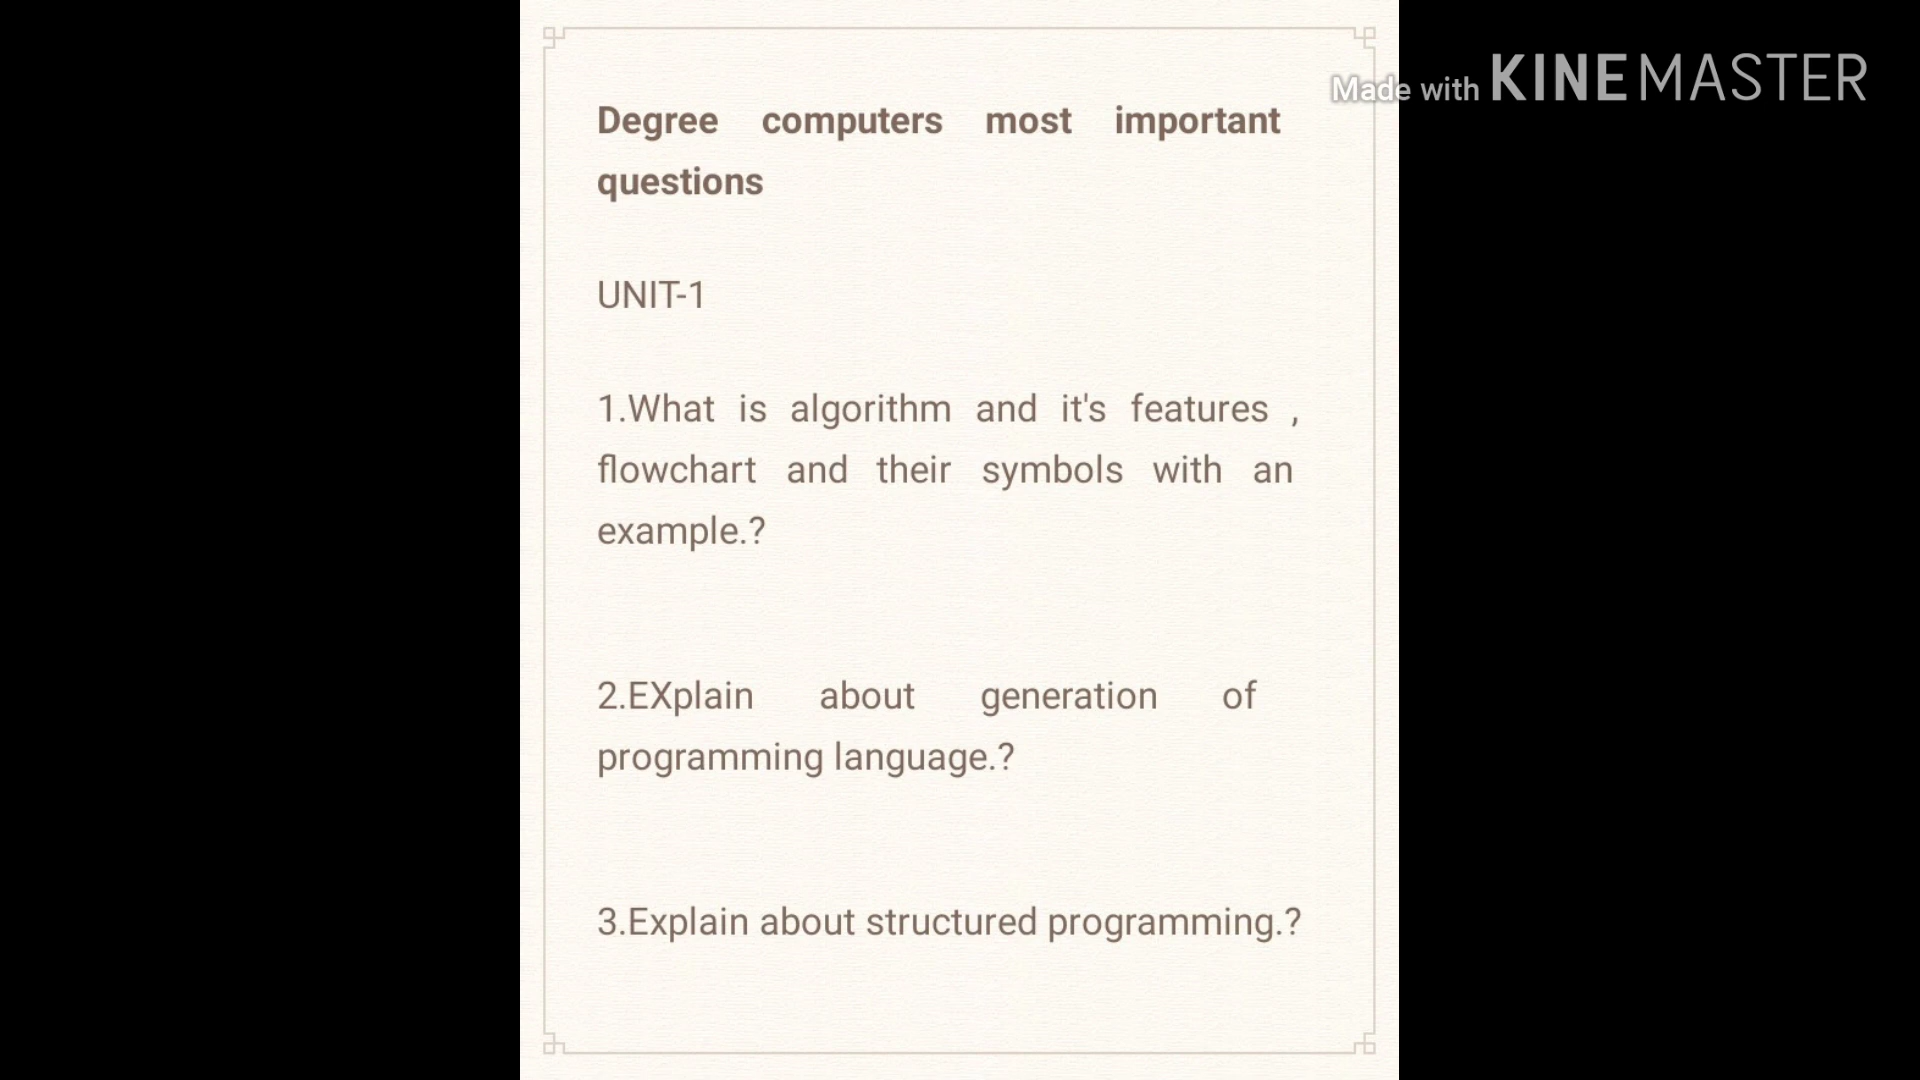 Made with KINEMASTER
Degree computers most important
questions
UNIT-1
1.What is algorithm and it's features ,
flowchart and their symbols with an
example.?
2.EXplain about generation of
programming language.?
3.Explain about structured programming.?